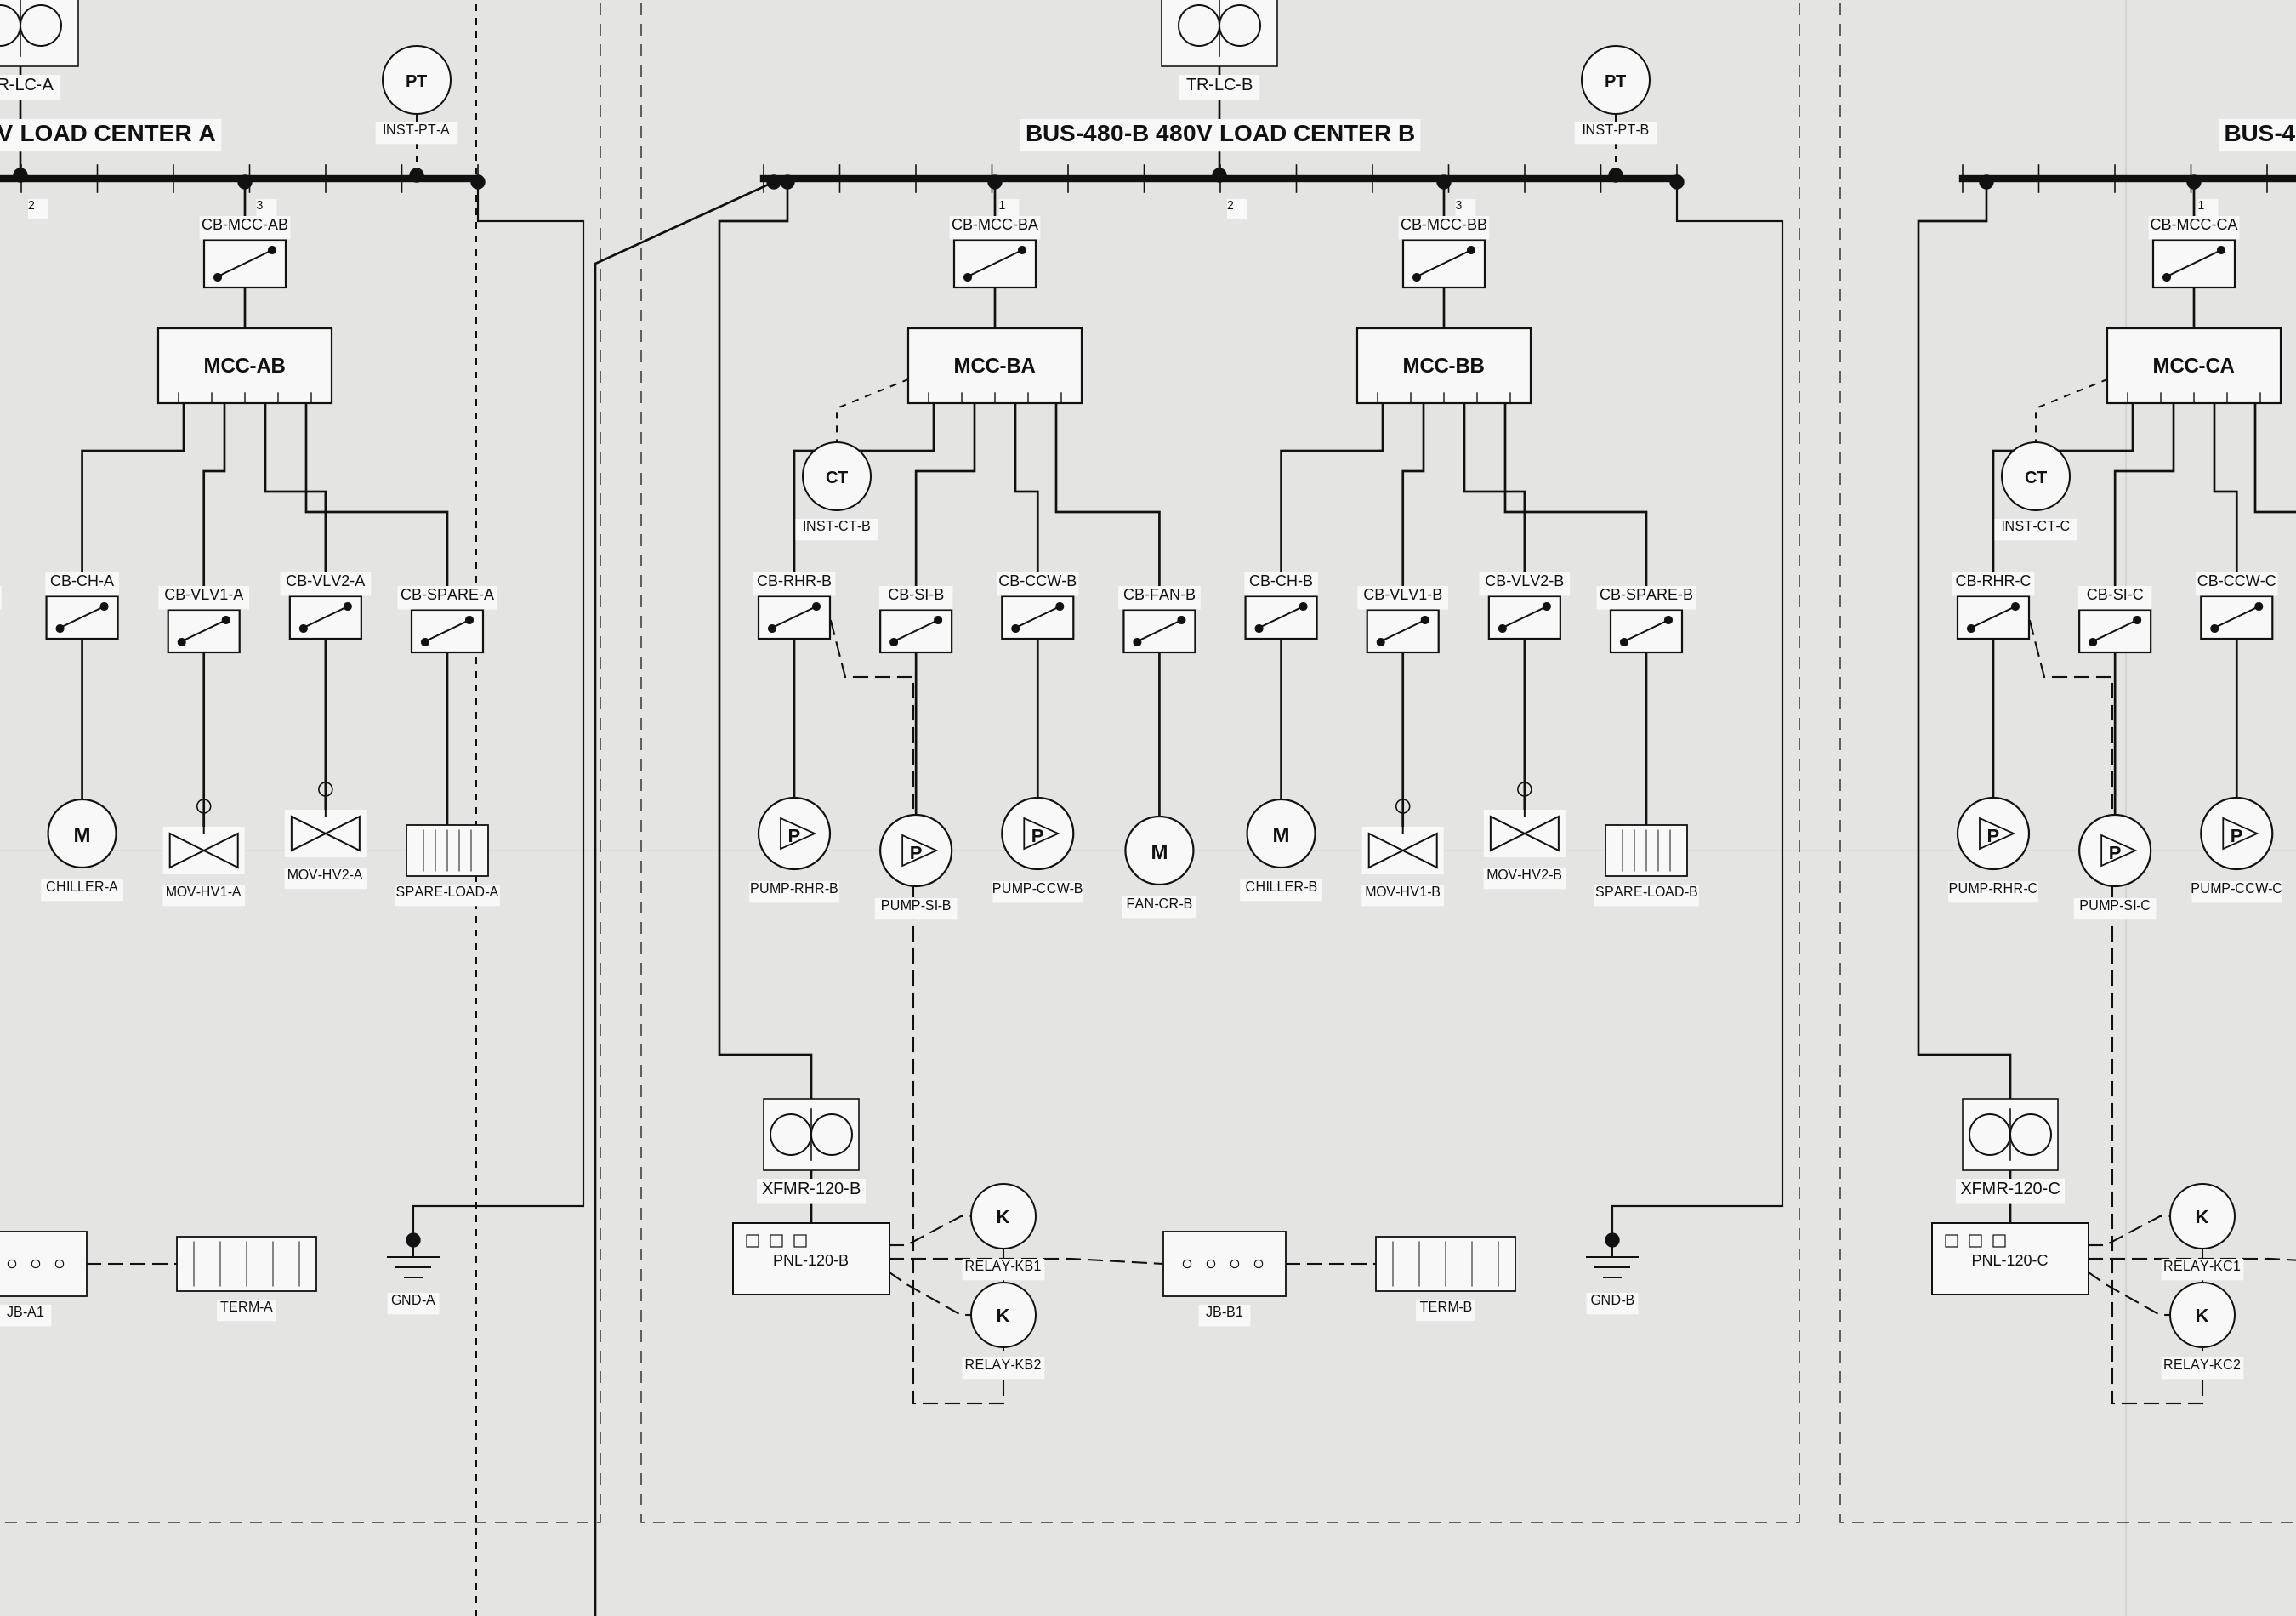 R-LC-A
PT
TR-LC-B
PT
V LOAD CENTER A
INST-PT-A
BUS-480-B 480V LOAD CENTER B
INST-PT-B
BUS-4
2
3
1
2
3
1
CB-MCC-AB
CB-MCC-BA
CB-MCC-BB
CB-MCC-CA
MCC-AB
MCC-BA
MCC-BB
MCC-CA
CT
CT
INST-CT-B
INST-CT-C
CB-CH-A
CB-VLV1-A
CB-VLV2-A
CB-SPARE-A
CB-RHR-B
CB-SI-B
CB-CCW-B
CB-FAN-B
CB-CH-B
CB-VLV1-B
CB-VLV2-B
CB-SPARE-B
CB-RHR-C
CB-SI-C
CB-CCW-C
M
P
P
P
M
M
P
P
P
CHILLER-A
MOV-HV1-A
MOV-HV2-A
SPARE-LOAD-A
PUMP-RHR-B
PUMP-SI-B
PUMP-CCW-B
FAN-CR-B
CHILLER-B
MOV-HV1-B
MOV-HV2-B
SPARE-LOAD-B
PUMP-RHR-C
PUMP-SI-C
PUMP-CCW-C
XFMR-120-B
XFMR-120-C
K
K
PNL-120-B
PNL-120-C
RELAY-KB1
RELAY-KC1
JB-A1
TERM-A
GND-A
K
JB-B1
TERM-B
GND-B
K
RELAY-KB2
RELAY-KC2